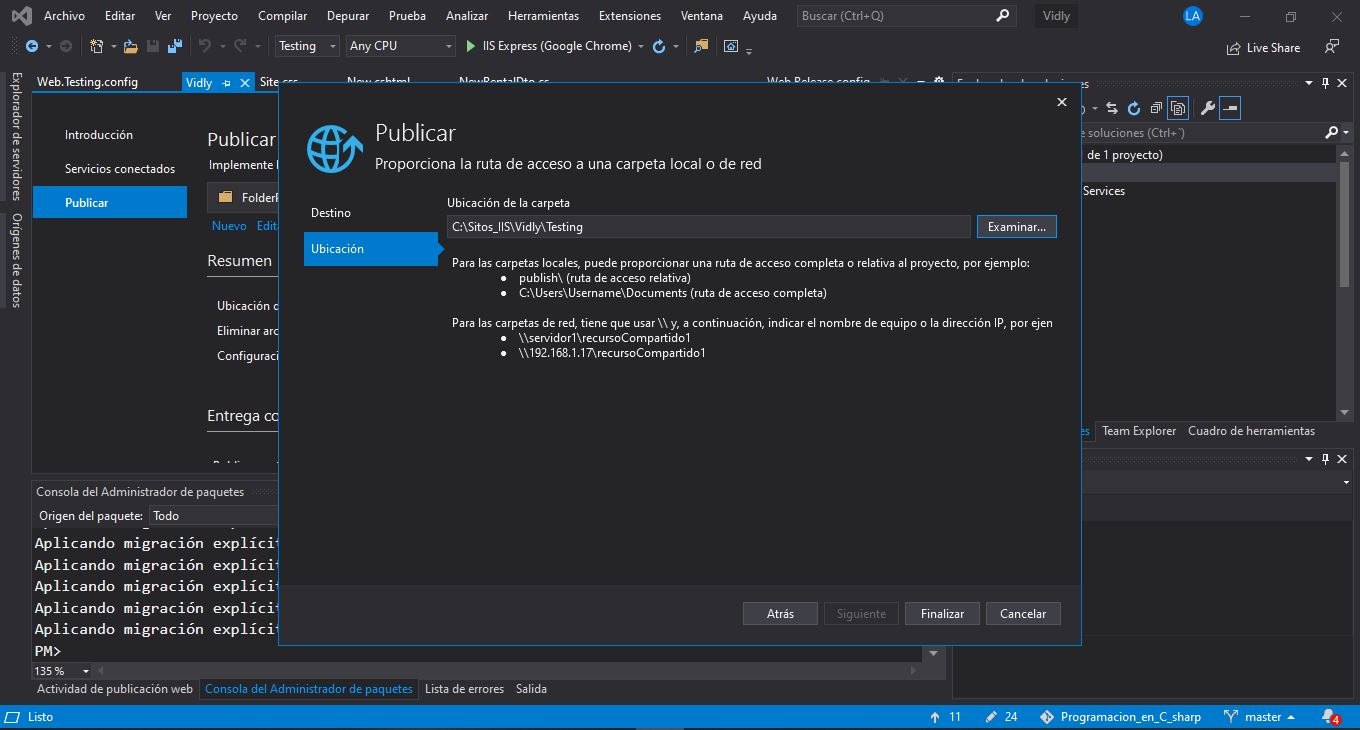 Archivo Editar Ver Proyecto Compilar Depurar Prueba Analizar Herramientas Extensiones Ventana Ayuda Buscar (Ctrl+Q) Vidly LA
Testing Any CPU IIS Express (Google Chrome) Live Share
Explorador de servidores
Orígenes de datos
Web.Testing.config Vidly Site.css New.cshtml NewRentalDto.cs Web.Release.config
Introducción
Servicios conectados
Publicar
Publicar
Implemente
Nuevo
Resumen
Ubicación
Eliminar
Entrega
Publicar
Proporciona la ruta de acceso a una carpeta local o de red
Destino
Ubicación
Ubicación de la carpeta
C:\Sitos_IIS\Vidly\Testing
Examinar...
Para las carpetas locales, puede proporcionar una ruta de acceso completa o relativa al proyecto, por ejemplo:
• publish\ (ruta de acceso relativa)
• C:\Users\Username\Documents (ruta de acceso completa)
Para las carpetas de red, tiene que usar \\ y, a continuación, indicar el nombre de equipo o la dirección IP, por ejen
• \\servidor1\recursoCompartido1
• \\192.168.1.17\recursoCompartido1
Atrás Siguiente Finalizar Cancelar
e soluciones (Ctrl+´)
de 1 proyecto)
Services
Team Explorer Cuadro de herramientas
Consola del Administrador de paquetes
Origen del paquete: Todo
Aplicando migración explícit
Aplicando migración explícit
Aplicando migración explícit
Aplicando migración explícit
Aplicando migración explícit
PM>
135 %
Actividad de publicación web Consola del Administrador de paquetes Lista de errores Salida
Listo 11 24 Programacion_en_C_sharp master 4